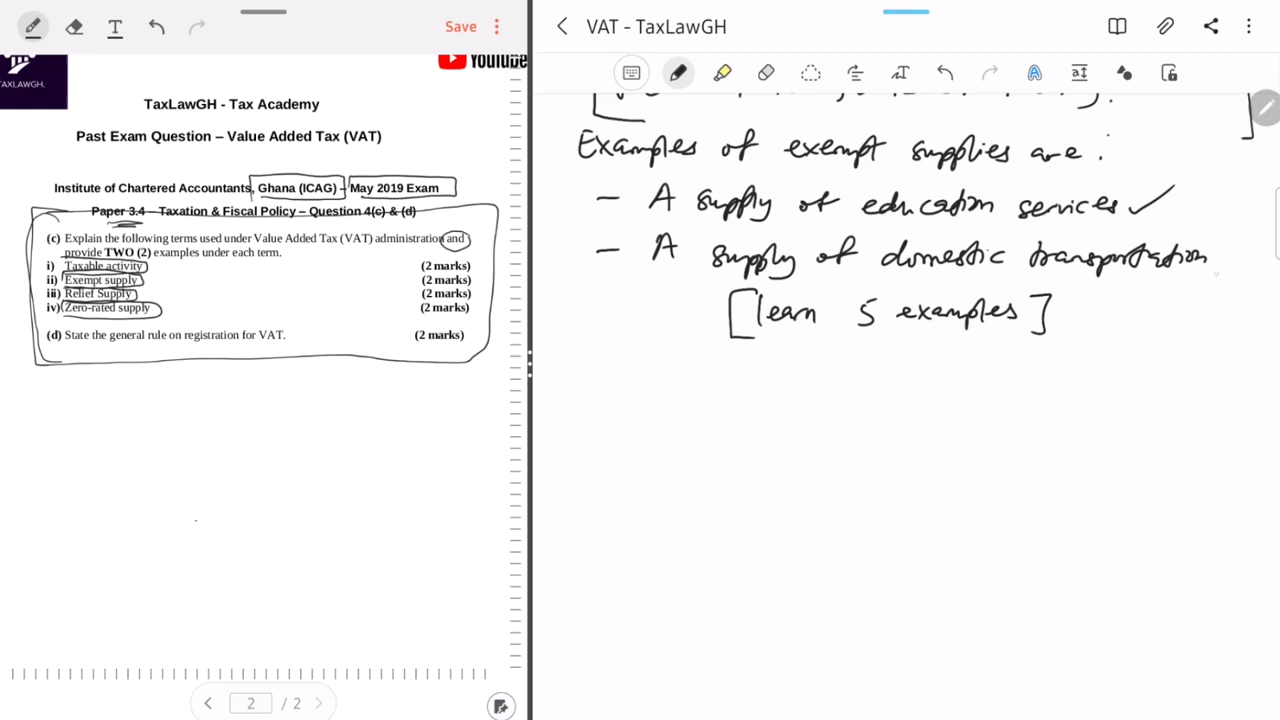 Save
VAT - TaxLawGH
TAXLAWGH.
YouTube
TaxLawGH - Tax Academy
Past Exam Question – Value Added Tax (VAT)
Institute of Chartered Accountants, Ghana (ICAG) – May 2019 Exam
Paper 3.4 – Taxation & Fiscal Policy – Question 4(c) & (d)
(c) Explain the following terms used under Value Added Tax (VAT) administration and
provide TWO (2) examples under each term.
i) Taxable activity (2 marks)
ii) Exempt supply (2 marks)
iii) Relief Supply (2 marks)
iv) Zero-rated supply (2 marks)
(d) State the general rule on registration for VAT. (2 marks)
2 / 2
Examples of exempt supplies are :
- A supply of education services ✓
- A supply of domestic transportation
[learn 5 examples]